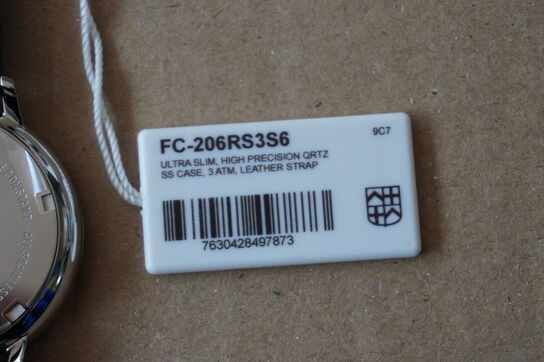 FC-206RS3S6
9C7
ULTRA SLIM, HIGH PRECISION QRTZ
SS CASE, 3 ATM, LEATHER STRAP
7630428497873